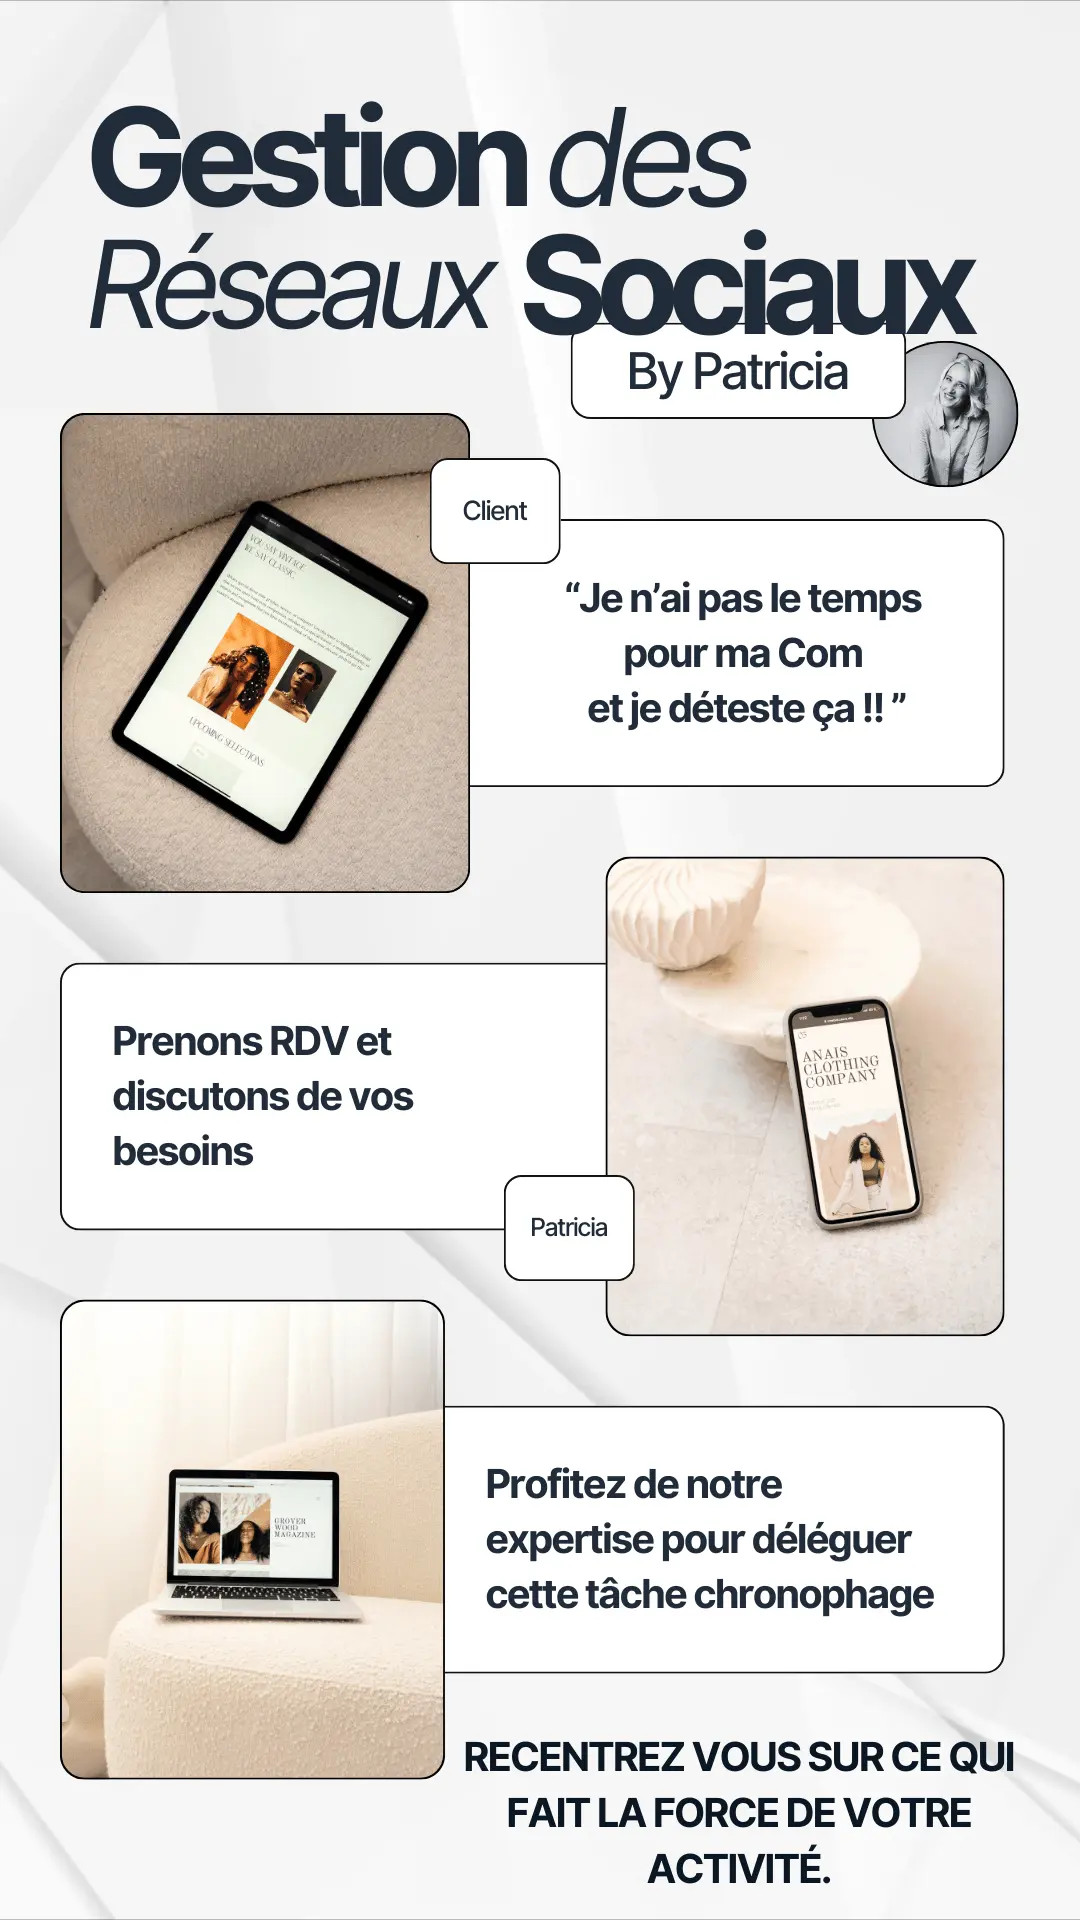 Gestion des
Réseaux Sociaux
By Patricia
Client
“Je n’ai pas le temps
pour ma Com
et je déteste ça !! ”
YOU SAY VINTAGE
WE SAY CLASSIC
UPCOMING SELECTIONS
Prenons RDV et
discutons de vos
besoins
Patricia
03
ANAIS
CLOTHING
COMPANY
GROVER
WOOD
MAGAZINE
Profitez de notre
expertise pour déléguer
cette tâche chronophage
RECENTREZ VOUS SUR CE QUI
FAIT LA FORCE DE VOTRE
ACTIVITÉ.